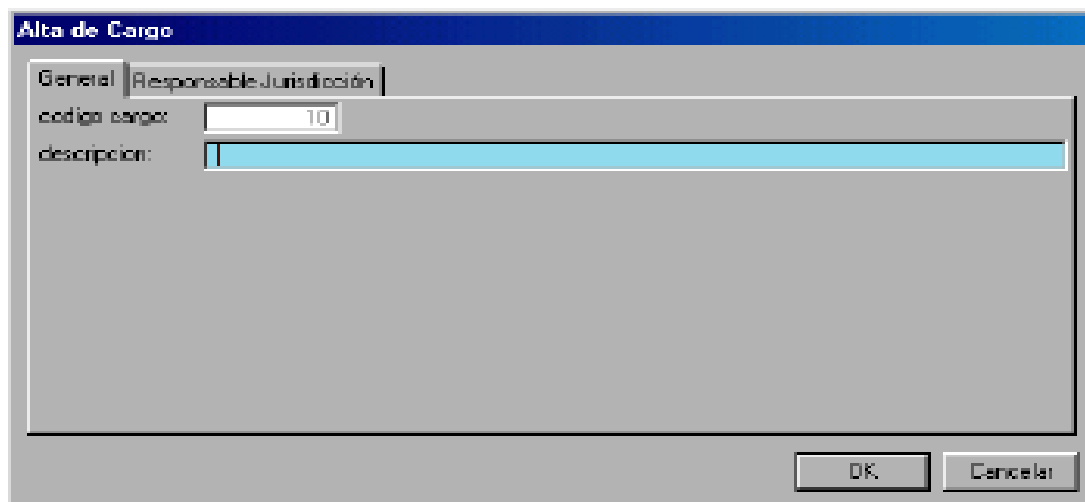 Alta de Cargo
General Responsable Jurisdicción
codigo cargo: 10
descripcion:
OK Cancelar